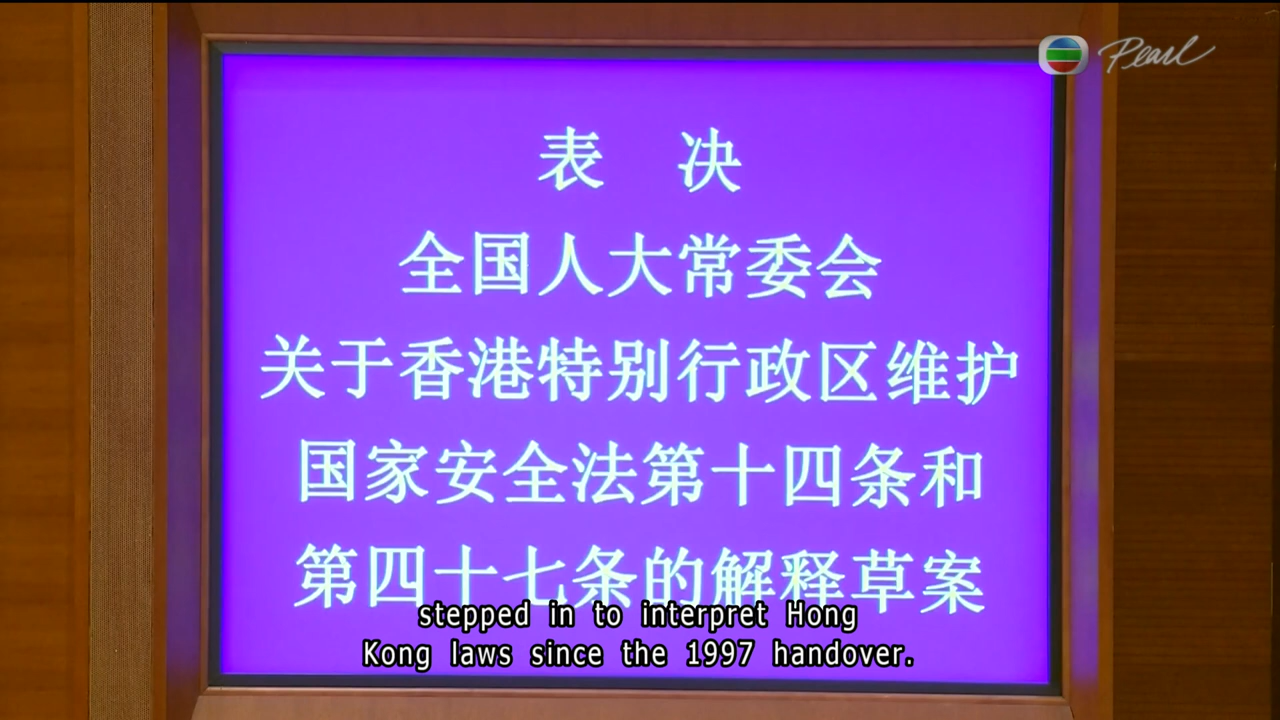 Pearl
表 决
全国人大常委会
关于香港特别行政区维护
国家安全法第十四条和
第四十七条的解释草案
stepped in to interpret Hong
Kong laws since the 1997 handover.